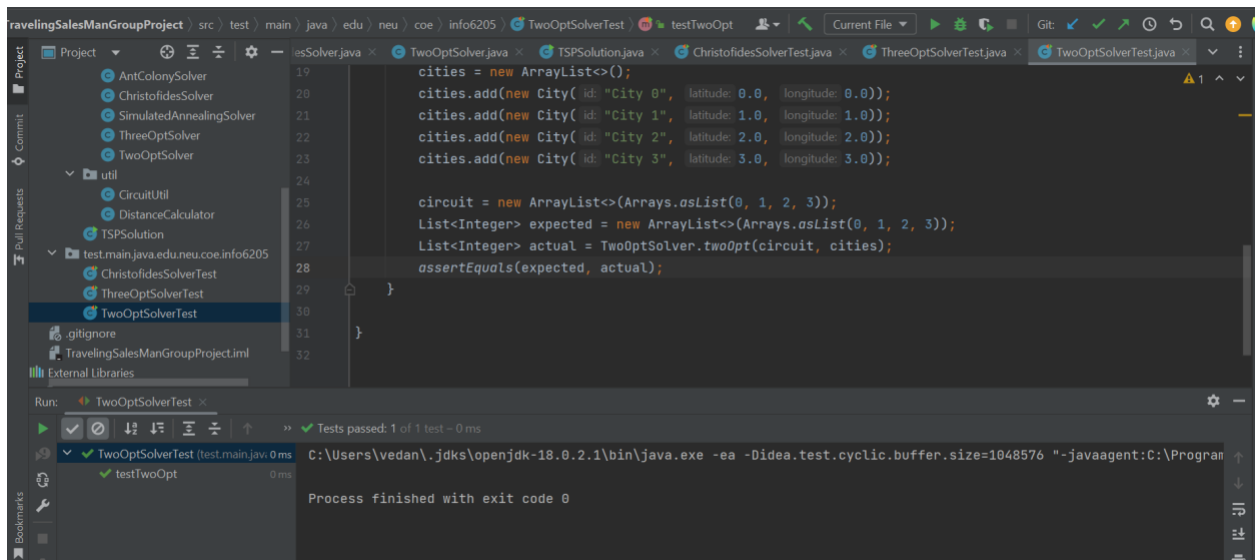 TravelingSalesManGroupProject > src > test > main > java > edu > neu > coe > info6205 > TwoOptSolverTest > testTwoOpt Current File Git:
Project esSolver.java TwoOptSolver.java TSPSolution.java ChristofidesSolverTest.java ThreeOptSolverTest.java TwoOptSolverTest.java
Project
Commit
Pull Requests
Bookmarks
AntColonySolver
ChristofidesSolver
SimulatedAnnealingSolver
ThreeOptSolver
TwoOptSolver
util
CircuitUtil
DistanceCalculator
TSPSolution
test.main.java.edu.neu.coe.info6205
ChristofidesSolverTest
ThreeOptSolverTest
TwoOptSolverTest
.gitignore
TravelingSalesManGroupProject.iml
External Libraries
19 cities = new ArrayList<>();
1
20 cities.add(new City( id: "City 0", latitude: 0.0, longitude: 0.0));
21 cities.add(new City( id: "City 1", latitude: 1.0, longitude: 1.0));
22 cities.add(new City( id: "City 2", latitude: 2.0, longitude: 2.0));
23 cities.add(new City( id: "City 3", latitude: 3.0, longitude: 3.0));
24
25 circuit = new ArrayList<>(Arrays.asList(0, 1, 2, 3));
26 List<Integer> expected = new ArrayList<>(Arrays.asList(0, 1, 2, 3));
27 List<Integer> actual = TwoOptSolver.twoOpt(circuit, cities);
28 assertEquals(expected, actual);
29 }
30
31 }
32
Run: TwoOptSolverTest
>> Tests passed: 1 of 1 test – 0 ms
TwoOptSolverTest (test.main.java 0 ms
testTwoOpt 0 ms
C:\Users\vedan\.jdks\openjdk-18.0.2.1\bin\java.exe -ea -Didea.test.cyclic.buffer.size=1048576 "-javaagent:C:\Program
Process finished with exit code 0